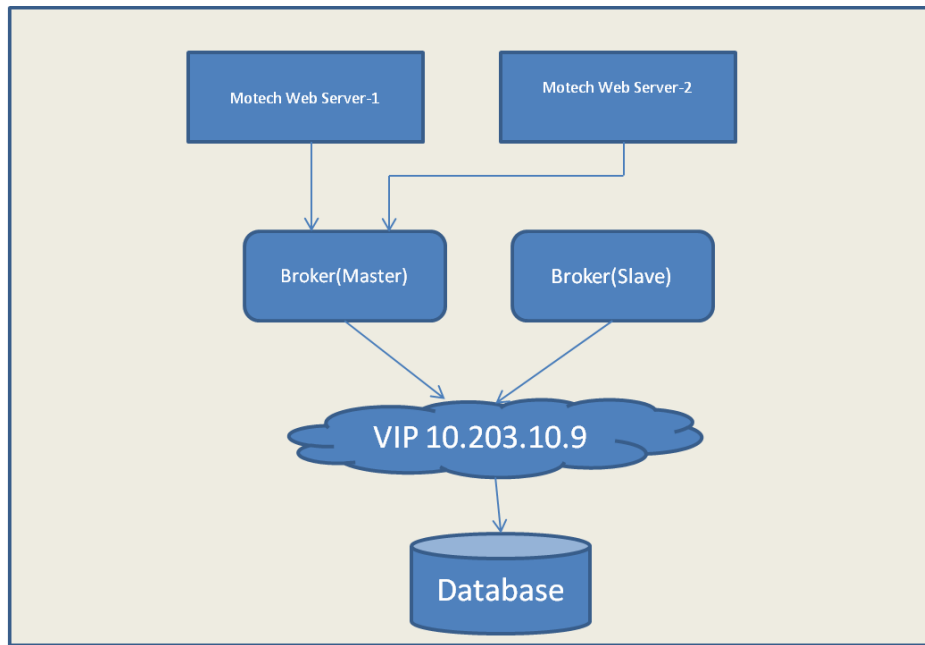 Motech Web Server-1
Motech Web Server-2
Broker(Master)
Broker(Slave)
VIP 10.203.10.9
Database